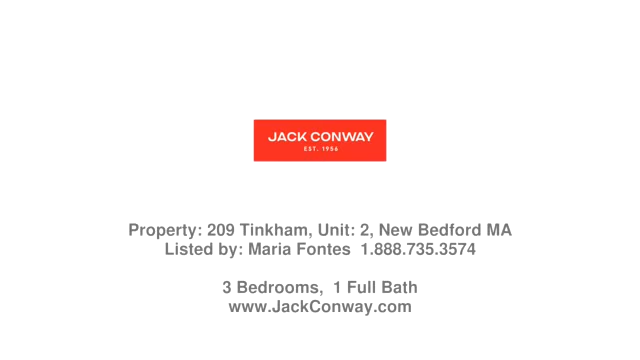 JACK CONWAY
EST. 1956
Property: 209 Tinkham, Unit: 2, New Bedford MA
Listed by: Maria Fontes  1.888.735.3574
3 Bedrooms,  1 Full Bath
www.JackConway.com